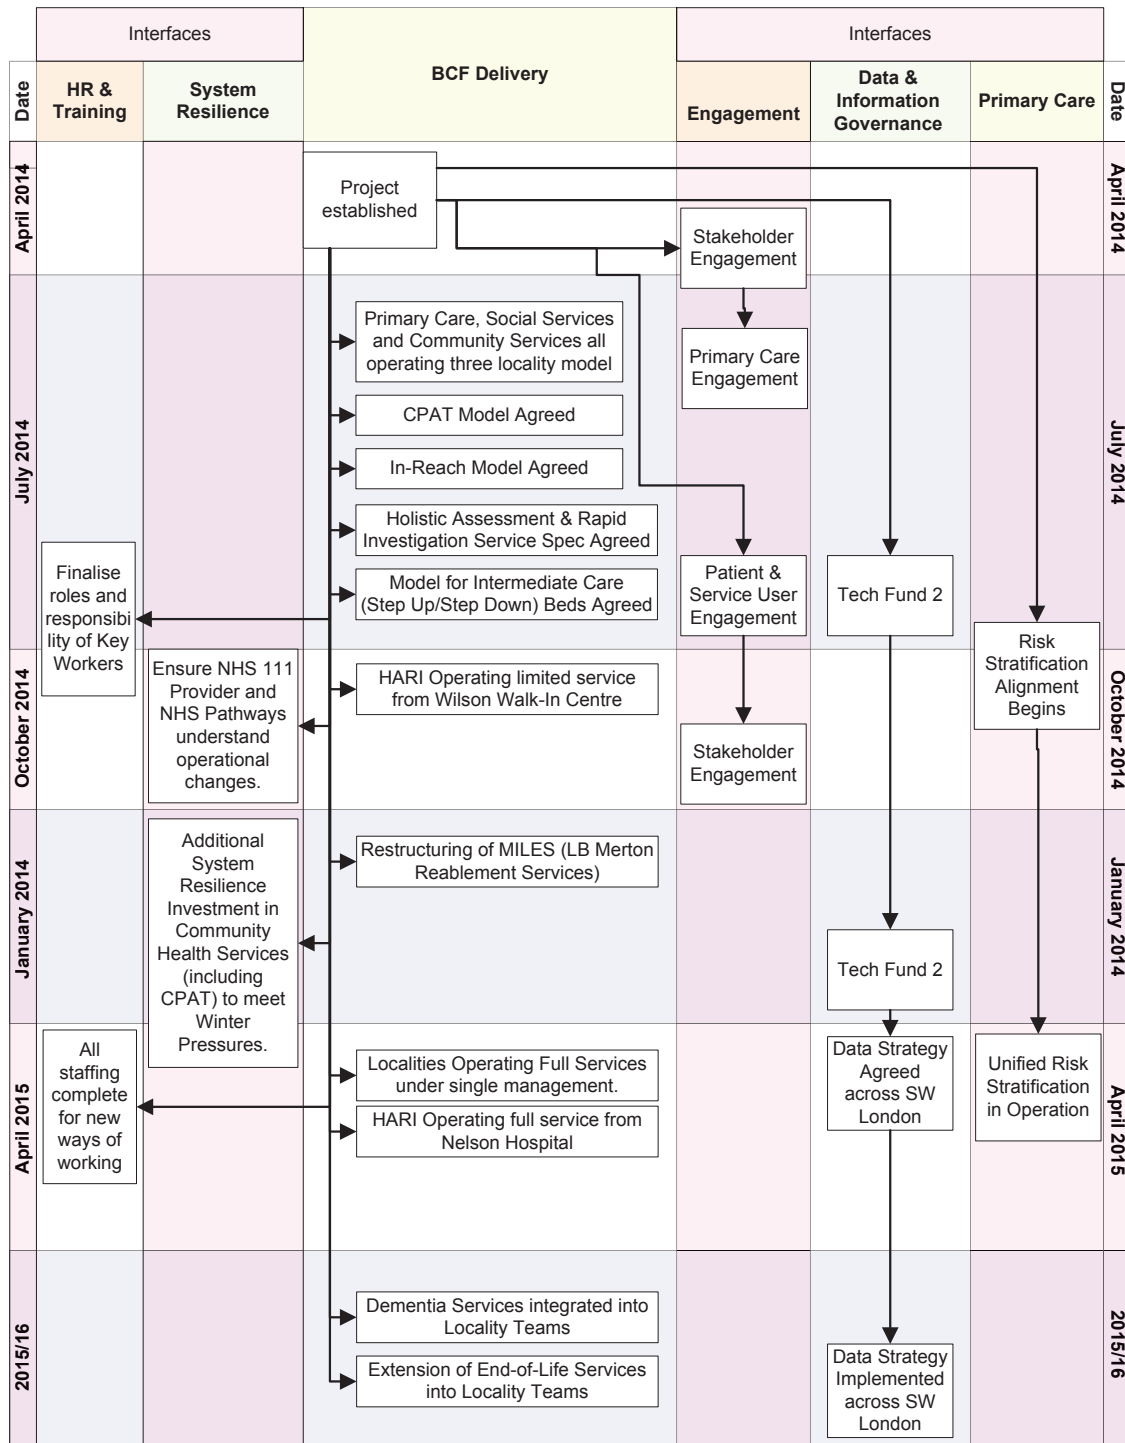 Interfaces
Interfaces
BCF Delivery
Date
HR &
Training
System
Resilience
Engagement
Data &
Information
Governance
Primary Care
Date
April 2014
Project
established
Stakeholder
Engagement
April 2014
July 2014
Primary Care, Social Services
and Community Services all
operating three locality model
Primary Care
Engagement
CPAT Model Agreed
In-Reach Model Agreed
Holistic Assessment & Rapid
Investigation Service Spec Agreed
Finalise
roles and
responsibi
lity of Key
Workers
Model for Intermediate Care
(Step Up/Step Down) Beds Agreed
Patient &
Service User
Engagement
Tech Fund 2
July 2014
October 2014
Ensure NHS 111
Provider and
NHS Pathways
understand
operational
changes.
HARI Operating limited service
from Wilson Walk-In Centre
Stakeholder
Engagement
Risk
Stratification
Alignment
Begins
October 2014
January 2014
Additional
System
Resilience
Investment in
Community
Health Services
(including
CPAT) to meet
Winter
Pressures.
Restructuring of MILES (LB Merton
Reablement Services)
Tech Fund 2
January 2014
April 2015
All
staffing
complete
for new
ways of
working
Localities Operating Full Services
under single management.
HARI Operating full service from
Nelson Hospital
Data Strategy
Agreed
across SW
London
Unified Risk
Stratification
in Operation
April 2015
2015/16
Dementia Services integrated into
Locality Teams
Extension of End-of-Life Services
into Locality Teams
Data Strategy
Implemented
across SW
London
2015/16